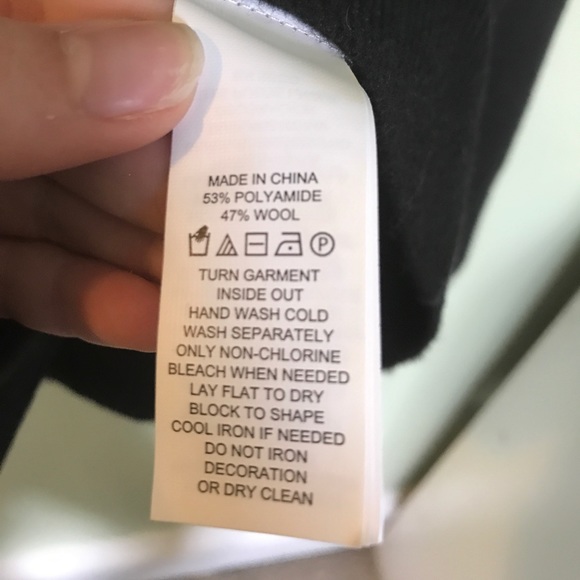 MADE IN CHINA
53% POLYAMIDE
47% WOOL
P
TURN GARMENT
INSIDE OUT
HAND WASH COLD
WASH SEPARATELY
ONLY NON-CHLORINE
BLEACH WHEN NEEDED
LAY FLAT TO DRY
BLOCK TO SHAPE
COOL IRON IF NEEDED
DO NOT IRON
DECORATION
OR DRY CLEAN